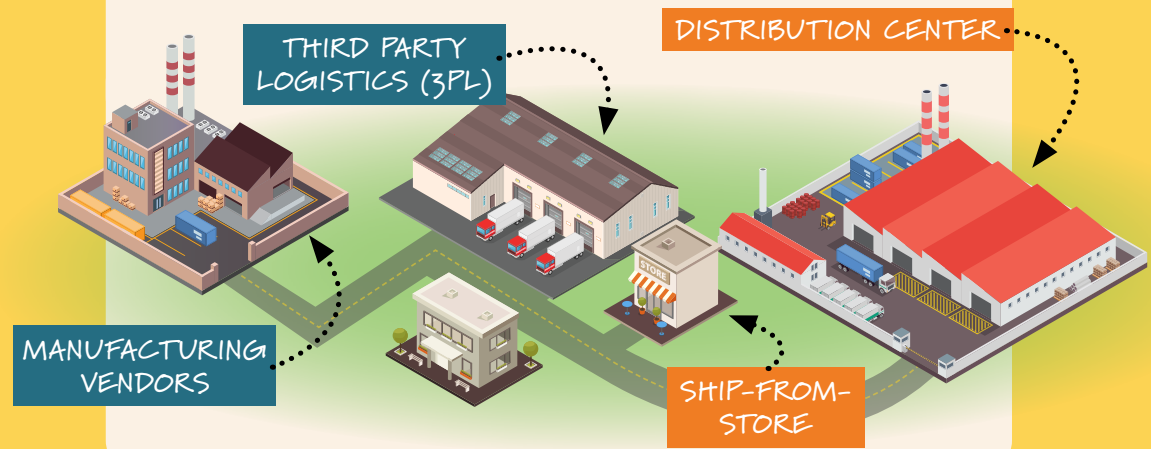 THIRD PARTY
LOGISTICS (3PL)
DISTRIBUTION CENTER
STORE
MANUFACTURING
VENDORS
SHIP-FROM-
STORE